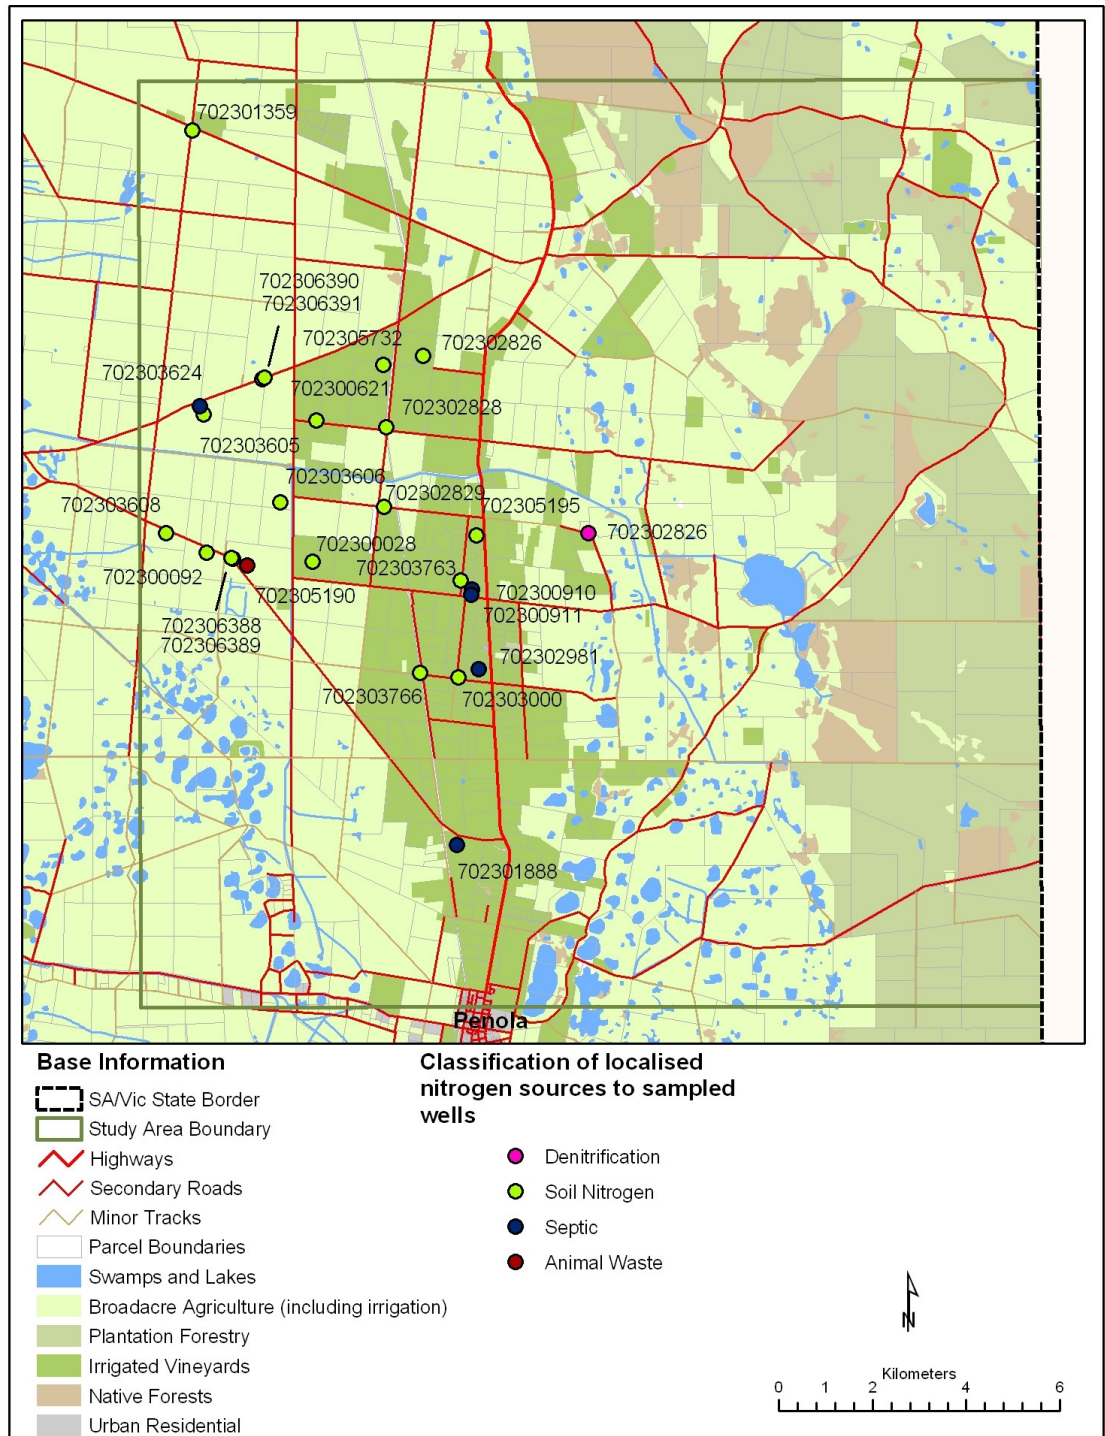 702301359
702306390
702306391
702305732
702302826
702303624
702300621
702302828
702303605
702303606
702302829
702305195
702303608
702302826
702300028
702303763
702300092
702305190
702300910
702300911
702306388
702306389
702302981
702303766
702303000
702301888
Penola
Base Information
SA/Vic State Border
Study Area Boundary
Highways
Secondary Roads
Minor Tracks
Parcel Boundaries
Swamps and Lakes
Broadacre Agriculture (including irrigation)
Plantation Forestry
Irrigated Vineyards
Native Forests
Urban Residential
Classification of localised
nitrogen sources to sampled
wells
Denitrification
Soil Nitrogen
Septic
Animal Waste
N
Kilometers
0 1 2 4 6